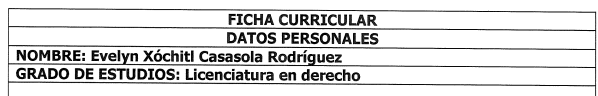 FICHA CURRICULAR
DATOS PERSONALES
NOMBRE: Evelyn Xóchitl Casasola Rodríguez
GRADO DE ESTUDIOS: Licenciatura en derecho